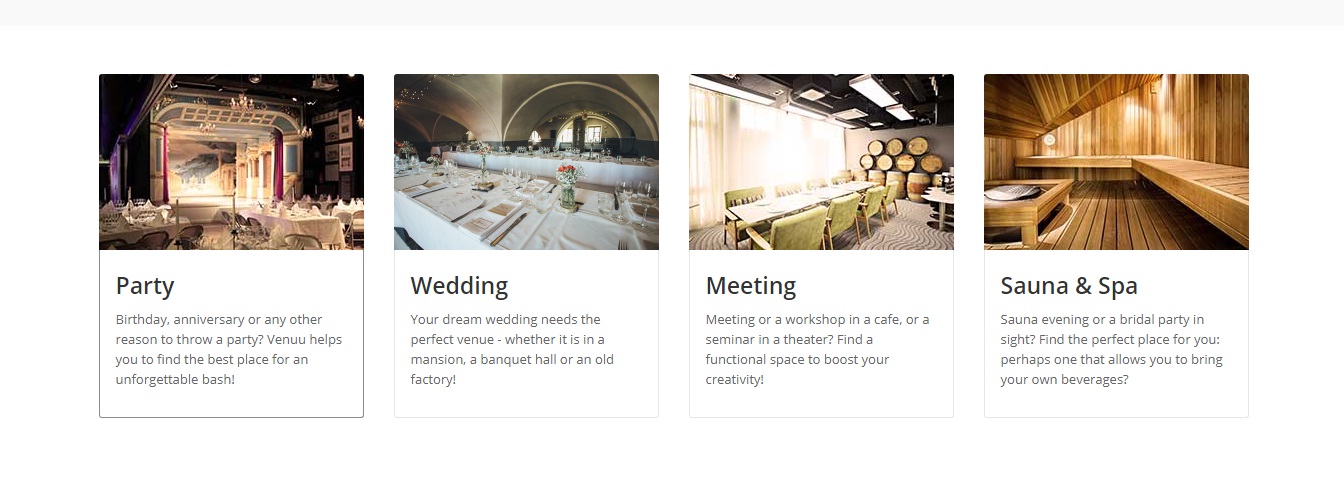 Party
Birthday, anniversary or any other
reason to throw a party? Venuu helps
you to find the best place for an
unforgettable bash!
Wedding
Your dream wedding needs the
perfect venue - whether it is in a
mansion, a banquet hall or an old
factory!
Meeting
Meeting or a workshop in a cafe, or a
seminar in a theater? Find a
functional space to boost your
creativity!
Sauna & Spa
Sauna evening or a bridal party in
sight? Find the perfect place for you:
perhaps one that allows you to bring
your own beverages?